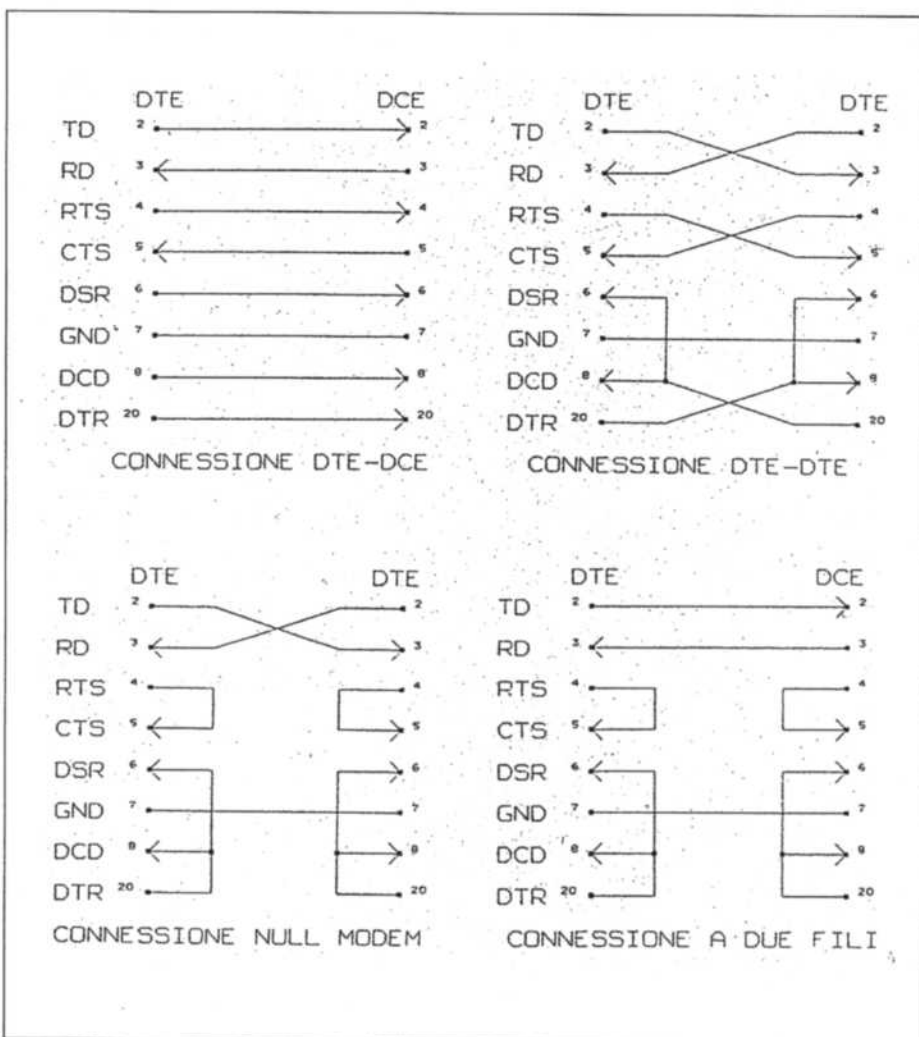 DTE DCE
TD 2 2
RD 3 3
RTS 4 4
CTS 5 5
DSR 6 6
GND 7 7
DCD 8 8
DTR 20 20
CONNESSIONE DTE-DCE
DTE DTE
TD 2 2
RD 3 3
RTS 4 4
CTS 5 5
DSR 6 6
GND 7 7
DCD 8 8
DTR 20 20
CONNESSIONE DTE-DTE
DTE DTE
TD 2 2
RD 3 3
RTS 4 4
CTS 5 5
DSR 6 6
GND 7 7
DCD 8 8
DTR 20 20
CONNESSIONE NULL MODEM
DTE DCE
TD 2 2
RD 3 3
RTS 4 4
CTS 5 5
DSR 6 6
GND 7 7
DCD 8 8
DTR 20 20
CONNESSIONE A DUE FILI